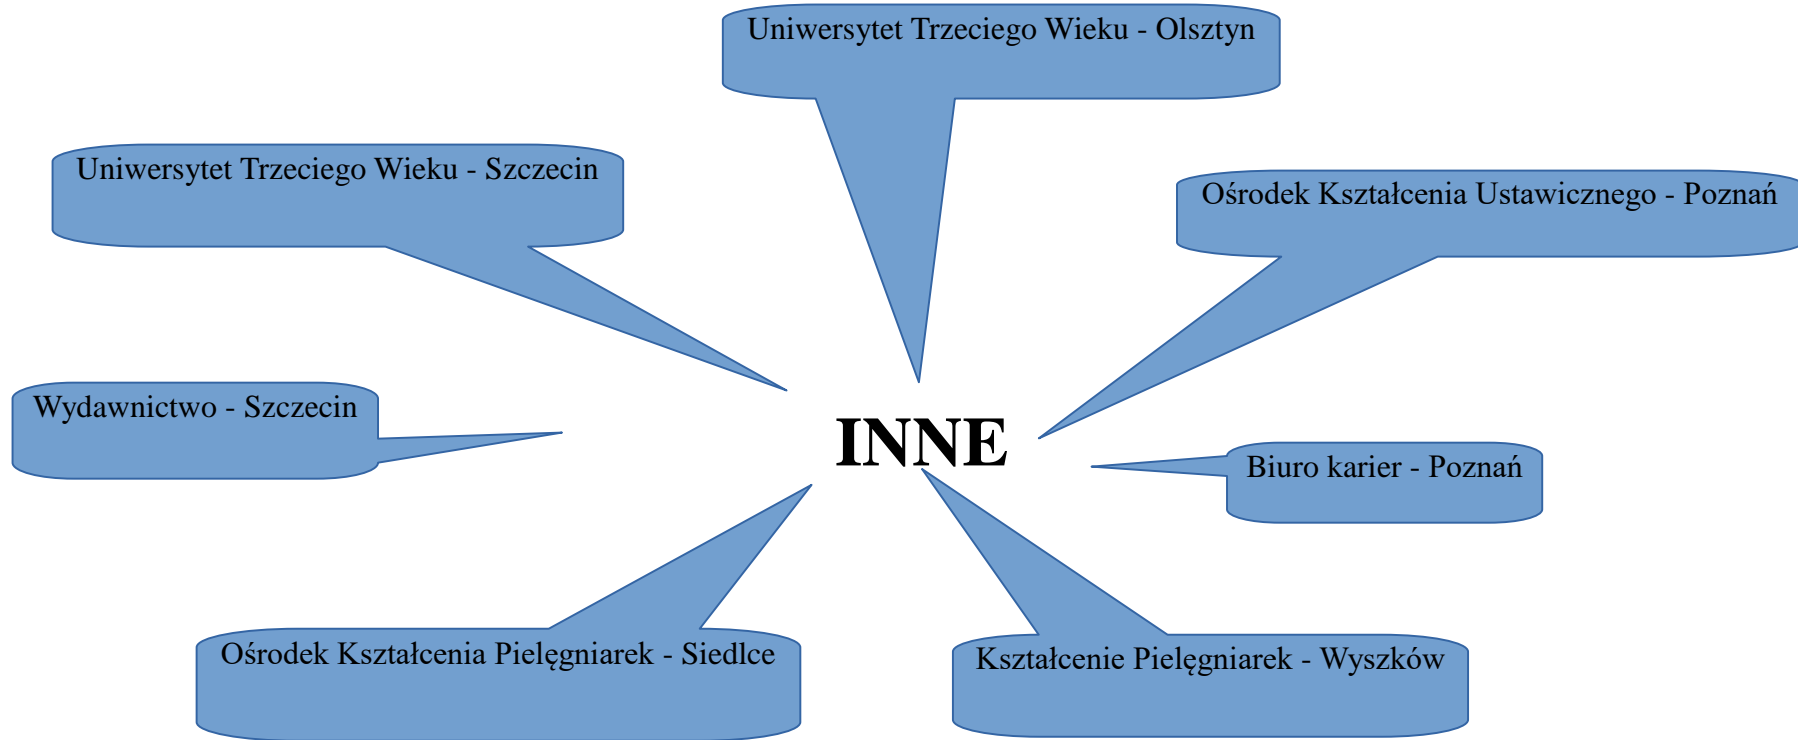 Uniwersytet Trzeciego Wieku - Olsztyn
Uniwersytet Trzeciego Wieku - Szczecin
Ośrodek Kształcenia Ustawicznego - Poznań
Wydawnictwo - Szczecin
INNE
Biuro karier - Poznań
Ośrodek Kształcenia Pielęgniarek - Siedlce
Kształcenie Pielęgniarek - Wyszków